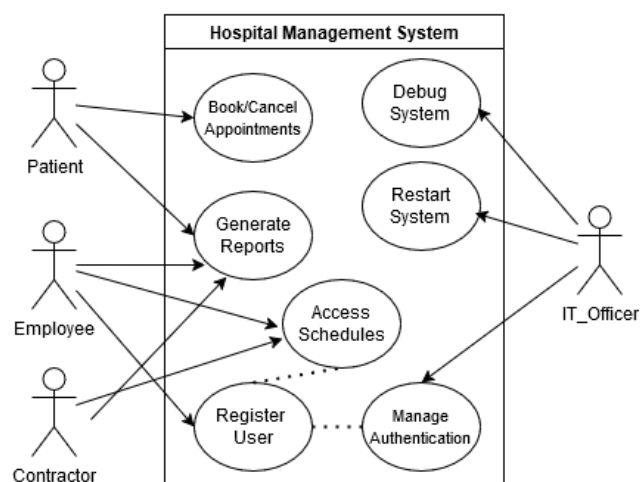 Hospital Management System
Book/Cancel
Appointments
Debug
System
Patient
Generate
Reports
Restart
System
Employee
Access
Schedules
IT_Officer
Register
User
Manage
Authentication
Contractor